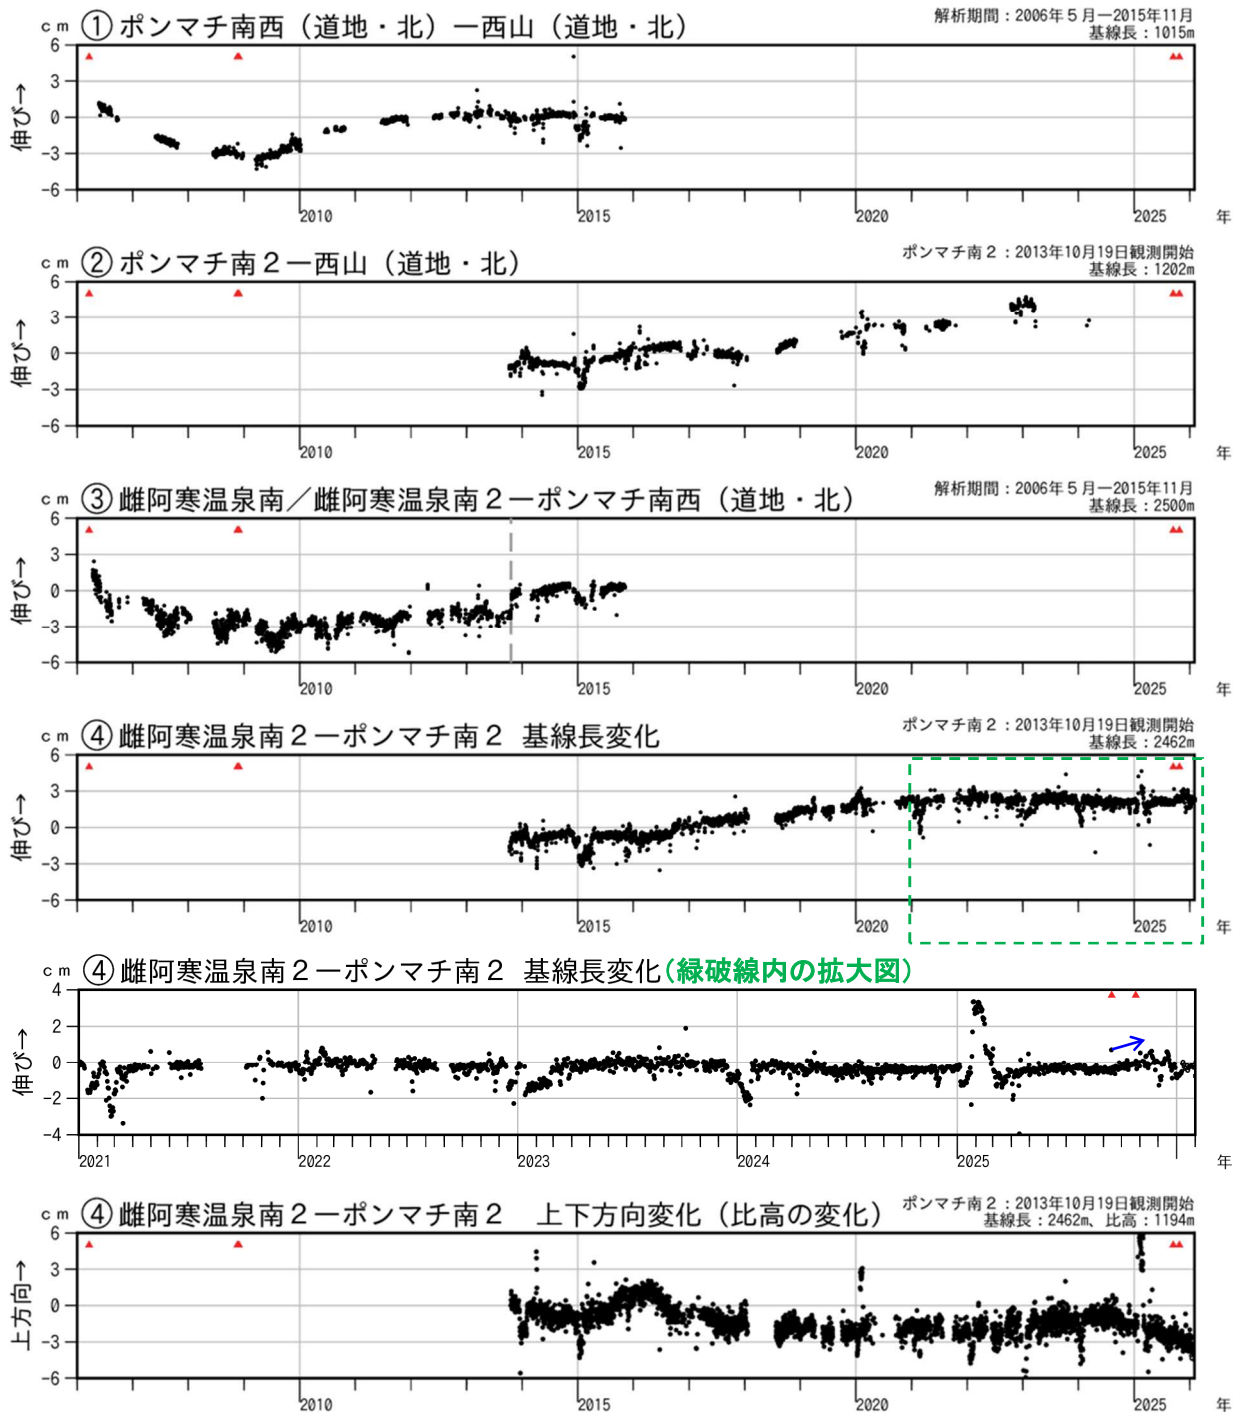 cm ①ポンマチ南西（道地・北）ー西山（道地・北）
解析期間：2006年５月ー2015年11月
基線長：1015m
6
3
0
-3
-6
伸び→
2010 2015 2020 2025 年
cm ②ポンマチ南２ー西山（道地・北）
ポンマチ南２：2013年10月19日観測開始
基線長：1202m
6
3
0
-3
-6
伸び→
2010 2015 2020 2025 年
cm ③雌阿寒温泉南／雌阿寒温泉南２ーポンマチ南西（道地・北）
解析期間：2006年５月ー2015年11月
基線長：2500m
6
3
0
-3
-6
伸び→
2010 2015 2020 2025 年
cm ④雌阿寒温泉南２ーポンマチ南２ 基線長変化
ポンマチ南２：2013年10月19日観測開始
基線長：2462m
6
3
0
-3
-6
伸び→
2010 2015 2020 2025 年
cm ④雌阿寒温泉南２ーポンマチ南２ 基線長変化（緑破線内の拡大図）
4
2
0
-2
-4
伸び→
2021 2022 2023 2024 2025 年
cm ④雌阿寒温泉南２ーポンマチ南２ 上下方向変化（比高の変化）
ポンマチ南２：2013年10月19日観測開始
基線長：2462m、比高：1194m
6
3
0
-3
-6
上方向→
2010 2015 2020 2025 年